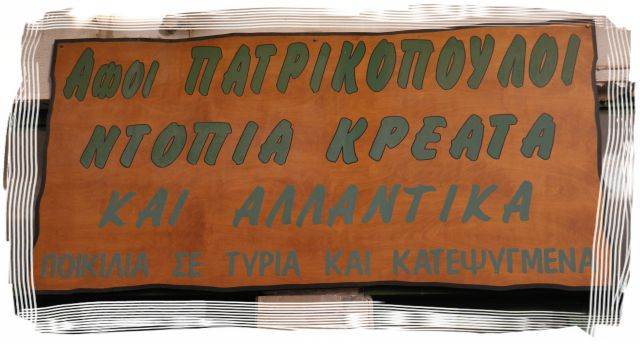 Αφοι ΠΑΤΡΙΚΟΠΟΥΛΟΙ
ΝΤΟΠΙΑ ΚΡΕΑΤΑ
ΚΑΙ ΑΛΛΑΝΤΙΚΑ
ΠΟΙΚΙΛΙΑ ΣΕ ΤΥΡΙΑ ΚΑΙ ΚΑΤΕΨΥΓΜΕΝΑ